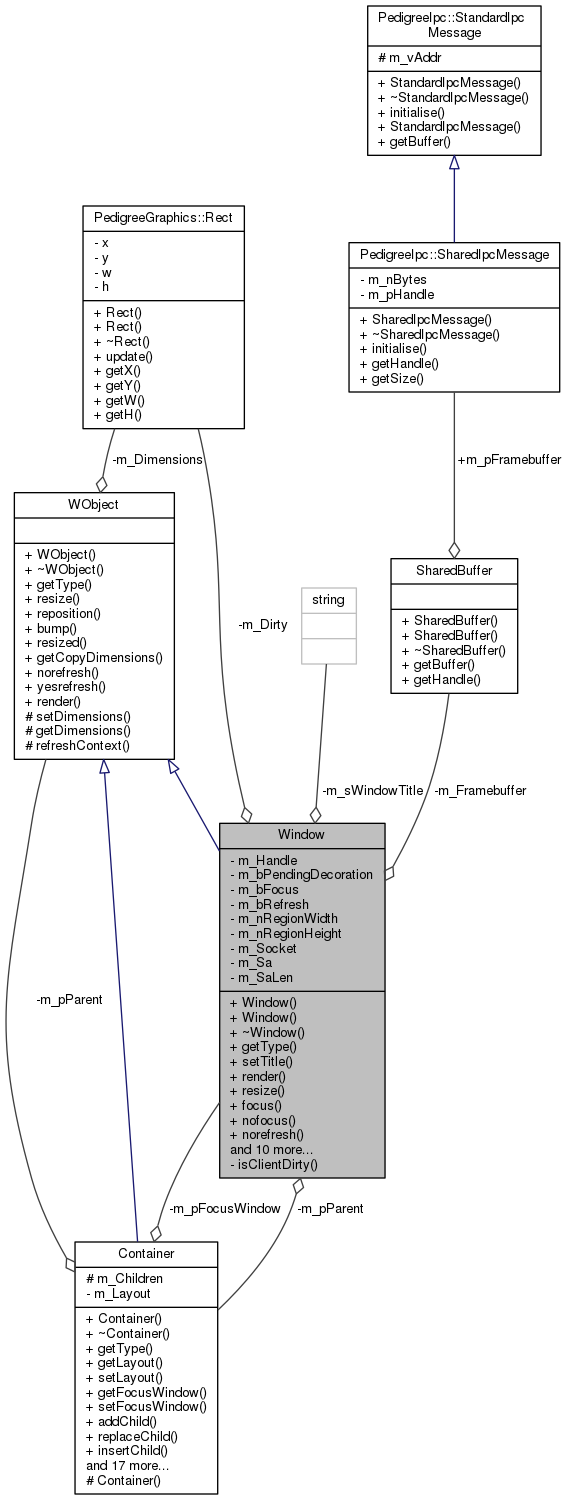 PedigreeIpc::StandardIpc
Message
# m_vAddr
+ StandardIpcMessage()
+ ~StandardIpcMessage()
+ initialise()
+ StandardIpcMessage()
+ getBuffer()
PedigreeGraphics::Rect
- x
- y
- w
- h
+ Rect()
+ Rect()
+ ~Rect()
+ update()
+ getX()
+ getY()
+ getW()
+ getH()
PedigreeIpc::SharedIpcMessage
- m_nBytes
- m_pHandle
+ SharedIpcMessage()
+ ~SharedIpcMessage()
+ initialise()
+ getHandle()
+ getSize()
-m_Dimensions
+m_pFramebuffer
WObject
+ WObject()
+ ~WObject()
+ getType()
+ resize()
+ reposition()
+ bump()
+ resized()
+ getCopyDimensions()
+ norefresh()
+ yesrefresh()
+ render()
# setDimensions()
# getDimensions()
# refreshContext()
-m_Dirty
string
SharedBuffer
+ SharedBuffer()
+ SharedBuffer()
+ ~SharedBuffer()
+ getBuffer()
+ getHandle()
-m_sWindowTitle
-m_Framebuffer
Window
- m_Handle
- m_bPendingDecoration
- m_bFocus
- m_bRefresh
- m_nRegionWidth
- m_nRegionHeight
- m_Socket
- m_Sa
- m_SaLen
+ Window()
+ Window()
+ ~Window()
+ getType()
+ setTitle()
+ render()
+ resize()
+ focus()
+ nofocus()
+ norefresh()
and 10 more...
- isClientDirty()
-m_pParent
-m_pFocusWindow
-m_pParent
Container
# m_Children
- m_Layout
+ Container()
+ ~Container()
+ getType()
+ getLayout()
+ setLayout()
+ getFocusWindow()
+ setFocusWindow()
+ addChild()
+ replaceChild()
+ insertChild()
and 17 more...
# Container()